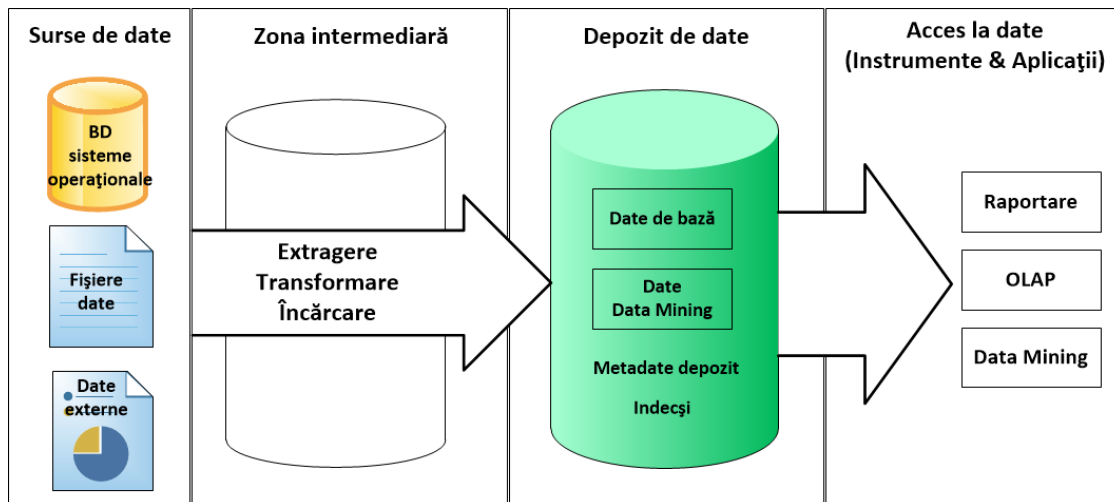 Surse de date
BD
sisteme
operaţionale
Fişiere
date
Date
externe
Zona intermediară
Extragere
Transformare
Încărcare
Depozit de date
Date de bază
Date
Data Mining
Metadate depozit
Indecşi
Acces la date
(Instrumente & Aplicaţii)
Raportare
OLAP
Data Mining